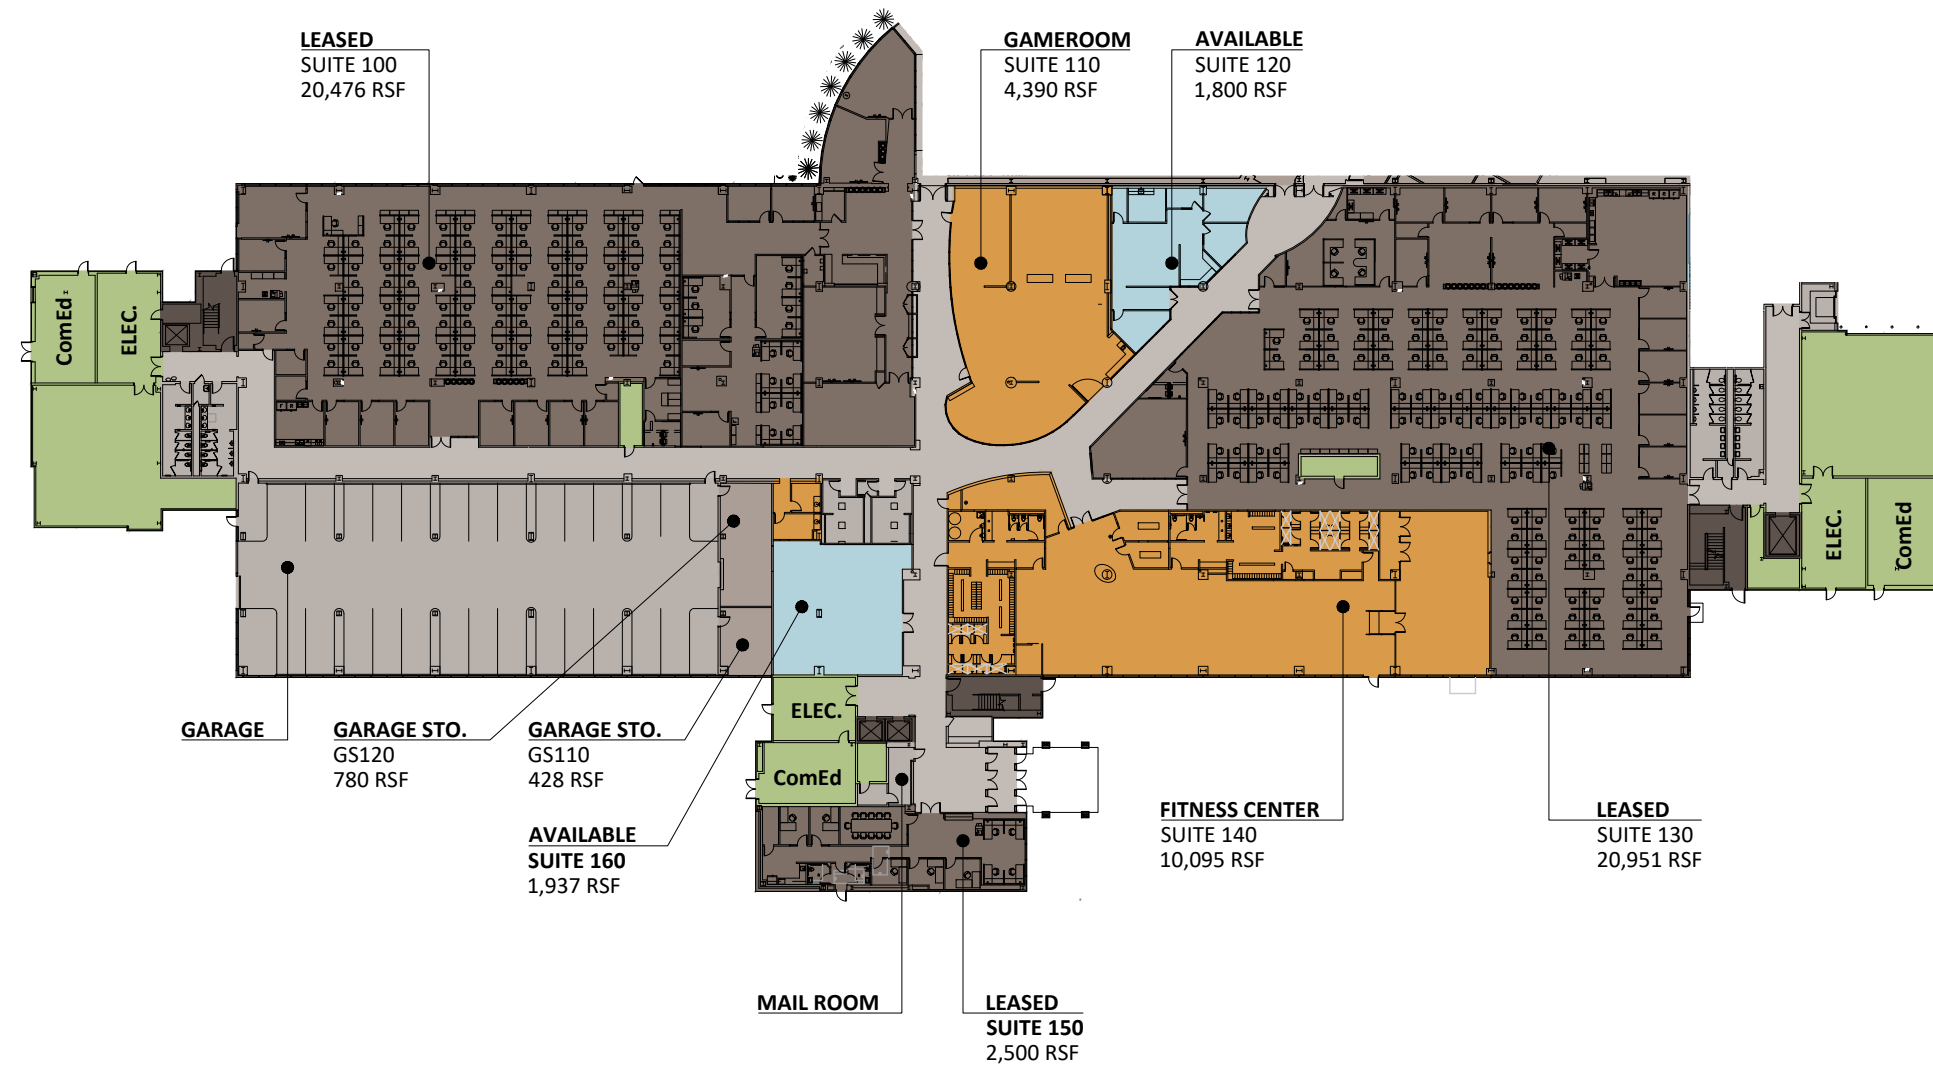 LEASED
SUITE 100
20,476 RSF
GAMEROOM
SUITE 110
4,390 RSF
AVAILABLE
SUITE 120
1,800 RSF
ComEd
ELEC.
ELEC.
ComEd
GARAGE
GARAGE STO.
GS120
780 RSF
GARAGE STO.
GS110
428 RSF
ELEC.
ComEd
AVAILABLE
SUITE 160
1,937 RSF
FITNESS CENTER
SUITE 140
10,095 RSF
LEASED
SUITE 130
20,951 RSF
MAIL ROOM
LEASED
SUITE 150
2,500 RSF